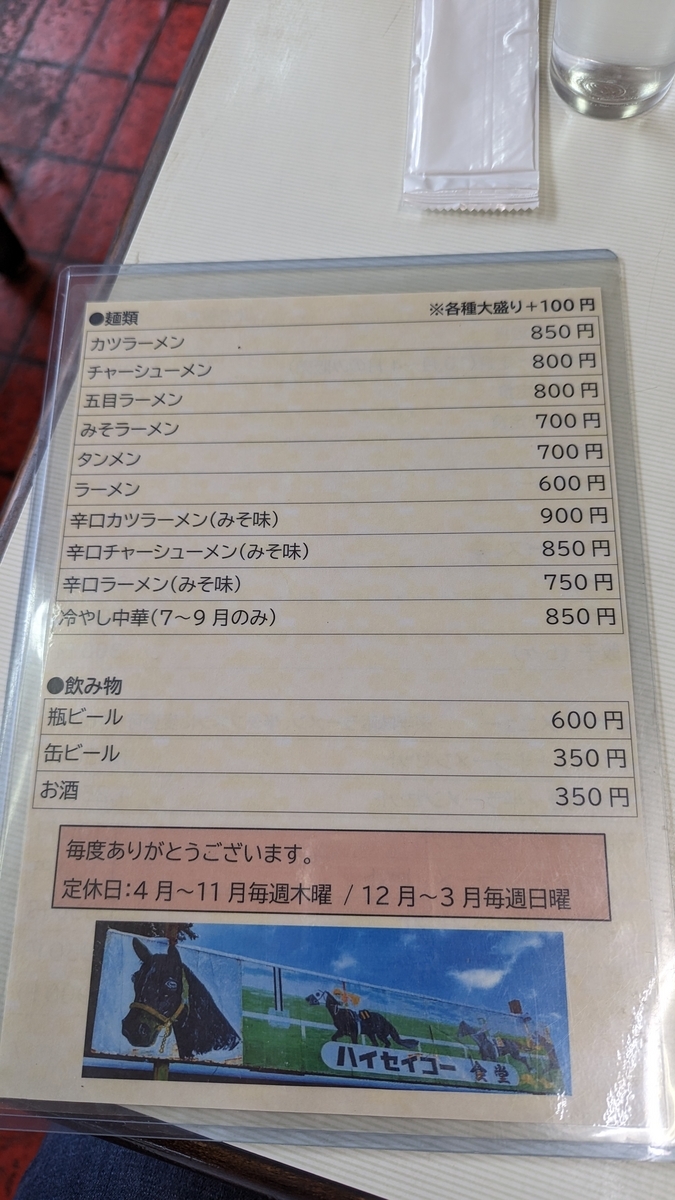 ●麺類 ※各種大盛り+100円
カツラーメン 850円
チャーシューメン 800円
五目ラーメン 800円
みそラーメン 700円
タンメン 700円
ラーメン 600円
辛口カツラーメン(みそ味) 900円
辛口チャーシューメン(みそ味) 850円
辛口ラーメン(みそ味) 750円
冷やし中華(7～9月のみ) 850円
●飲み物
瓶ビール 600円
缶ビール 350円
お酒 350円
毎度ありがとうございます。
定休日:4月～11月毎週木曜 / 12月～3月毎週日曜
ハイセイコー 食堂